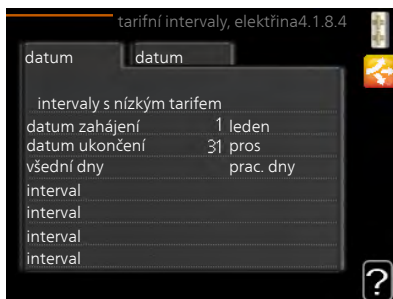 tarifní intervaly, elektřina4.1.8.4
datum datum
intervaly s nízkým tarifem
datum zahájení 1 leden
datum ukončení 31 pros
všední dny prac. dny
interval
interval
interval
interval
?